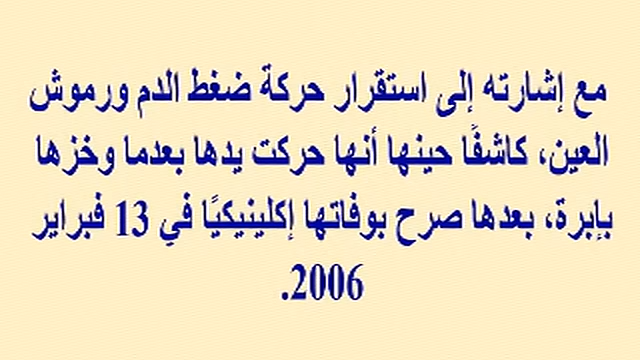 مع إشارته إلى استقرار حركة ضغط الدم ورموش
العين، كاشفًا حينها أنها حركت يدها بعدما وخزها
بإبرة، بعدها صرح بوفاتها إكلينيكيًا في 13 فبراير
2006.